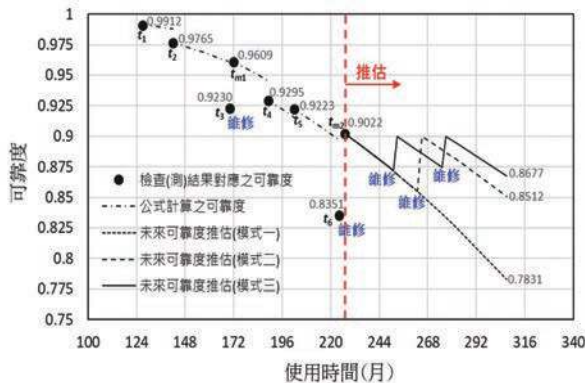 1
0.975
0.95
0.925
0.9
0.875
0.85
0.825
0.8
0.775
0.75
可靠度
0.9912
t1
0.9765
t2
0.9609
tm1
0.9230
t3
維修
0.9295
t4
0.9223
t5
推估
tm2
0.9022
0.8351
t6
維修
維修
維修
維修
0.8677
0.8512
0.7831
檢查(測)結果對應之可靠度
公式計算之可靠度
未來可靠度推估(模式一)
未來可靠度推估(模式二)
未來可靠度推估(模式三)
100 124 148 172 196 220 244 268 292 316 340
使用時間(月)